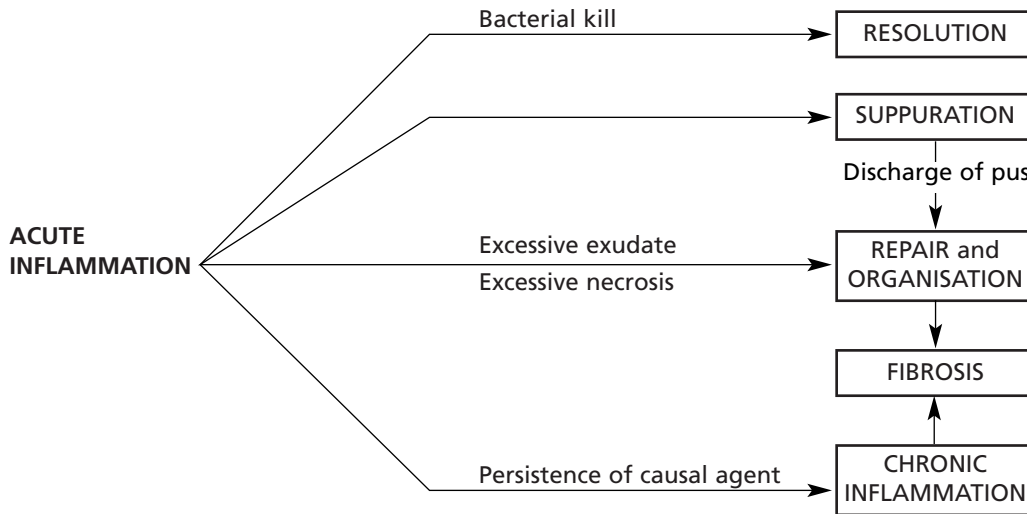 Bacterial kill
RESOLUTION
SUPPURATION
Discharge of pus
ACUTE
INFLAMMATION
Excessive exudate
Excessive necrosis
REPAIR and
ORGANISATION
FIBROSIS
Persistence of causal agent
CHRONIC
INFLAMMATION